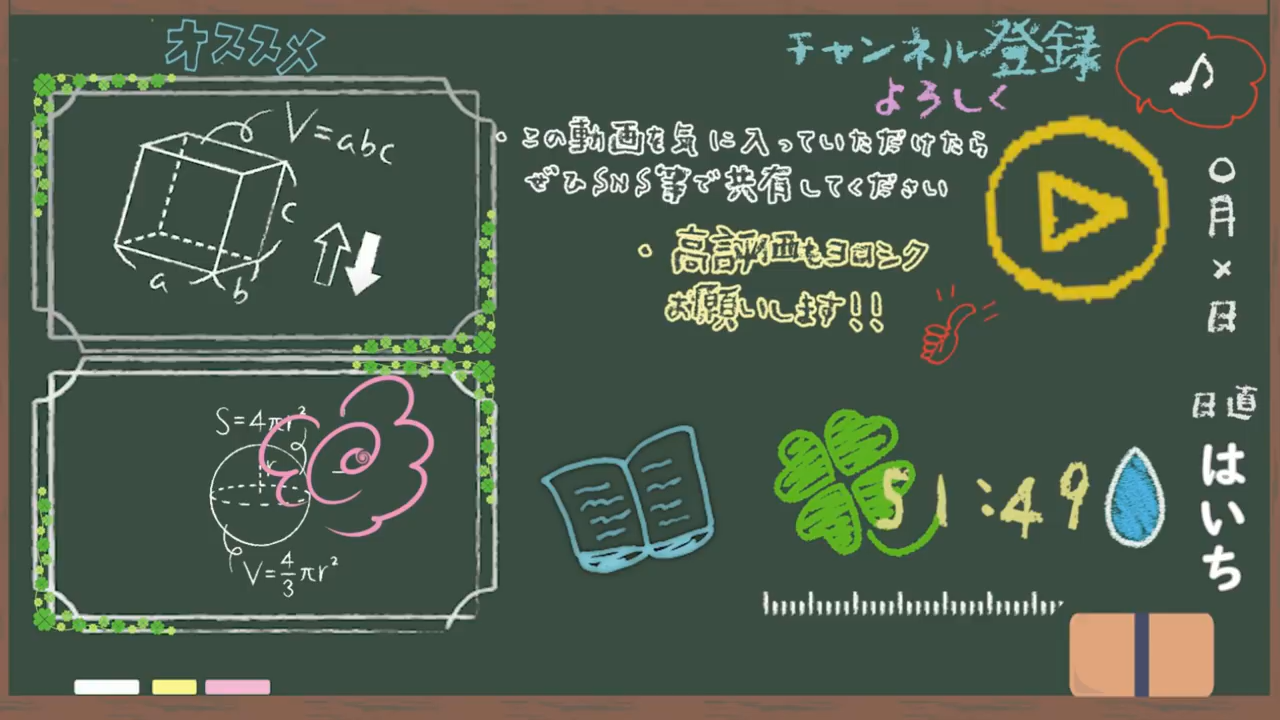 オススメ
V=abc
c
a
b
S=4πr²
r
V=4/3πr²
チャンネル登録
よろしく
・この動画を気に入っていただけたら
ぜひSNS等で共有してください
・高評価もヨロシク
お願いします!!
51:49
〇月×日
日直
はいち